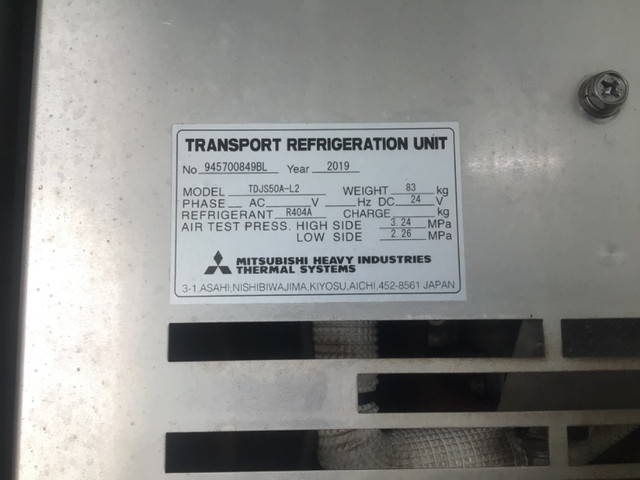 TRANSPORT REFRIGERATION UNIT
No 945700849BL Year 2019
MODEL TDJS50A-L2 WEIGHT 83 kg
PHASE AC V Hz DC 24 V
REFRIGERANT R404A CHARGE kg
AIR TEST PRESS. HIGH SIDE 3.24 MPa
LOW SIDE 2.26 MPa
MITSUBISHI HEAVY INDUSTRIES
THERMAL SYSTEMS
3-1,ASAHI,NISHIBIWAJIMA,KIYOSU,AICHI,452-8561 JAPAN